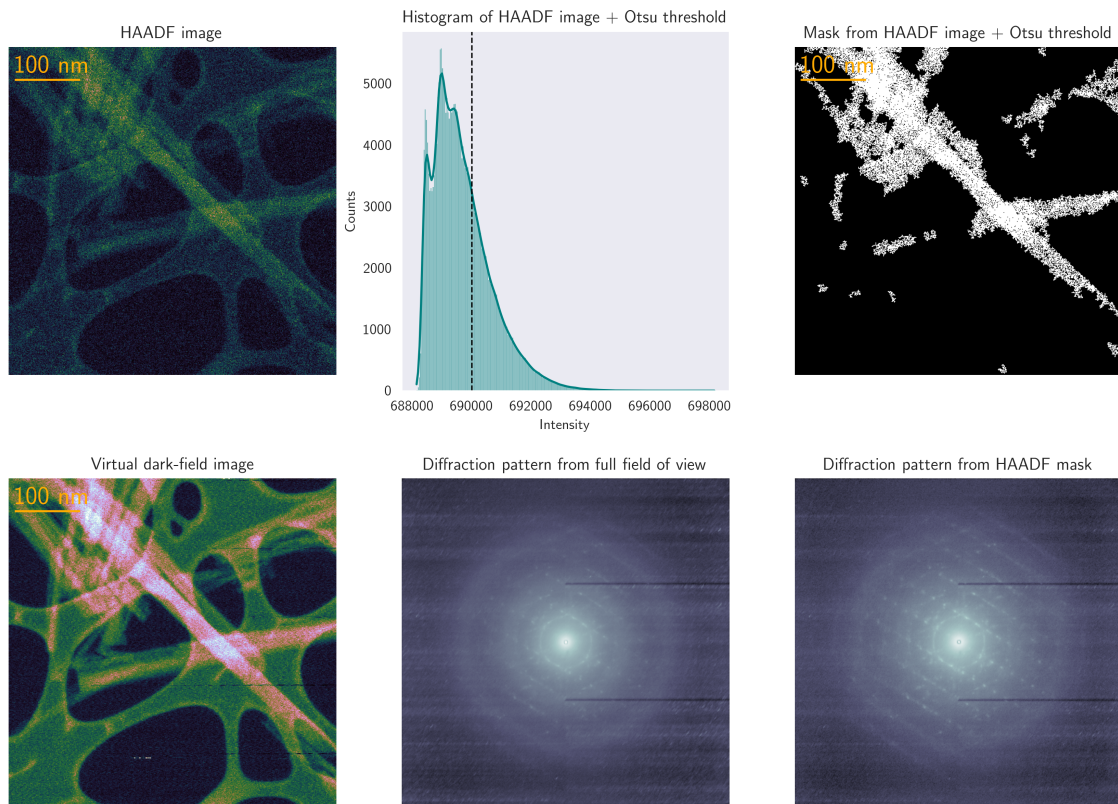 HAADF image
100 nm
Histogram of HAADF image + Otsu threshold
Counts
5000
4000
3000
2000
1000
0
688000 690000 692000 694000 696000 698000
Intensity
Mask from HAADF image + Otsu threshold
100 nm
Virtual dark-field image
100 nm
Diffraction pattern from full field of view
Diffraction pattern from HAADF mask